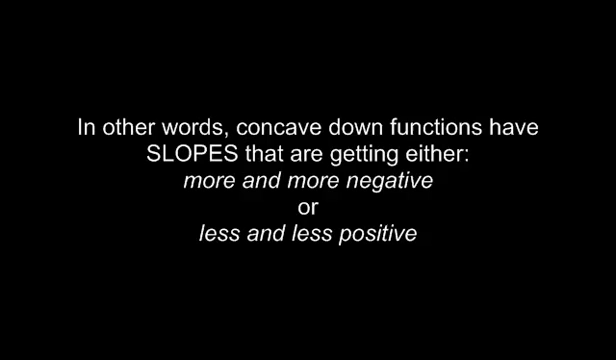 In other words, concave down functions have
SLOPES that are getting either:
more and more negative
or
less and less positive